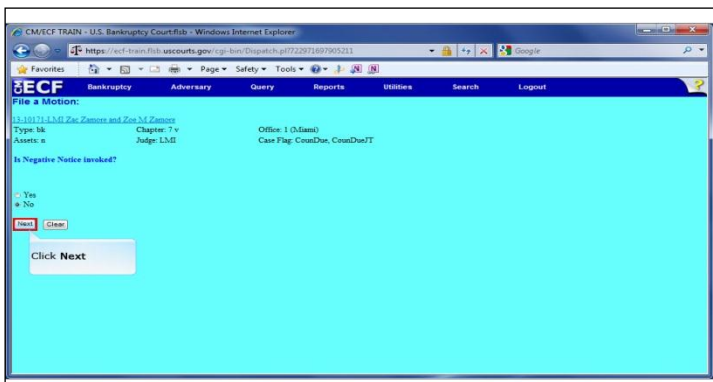 CM/ECF TRAIN - U.S. Bankruptcy Court:flsb - Windows Internet Explorer
https://ecf-train.flsb.uscourts.gov/cgi-bin/Dispatch.pl?722971697905211
Google
Favorites Page Safety Tools
ECF Bankruptcy Adversary Query Reports Utilities Search Logout ?
File a Motion:
13-10171-LMI Zac Zamore and Zoe M Zamore
Type: bk Chapter: 7 v Office: 1 (Miami)
Assets: n Judge: LMI Case Flag: CounDue, CounDueJT
Is Negative Notice invoked?
Yes
No
Next Clear
Click Next